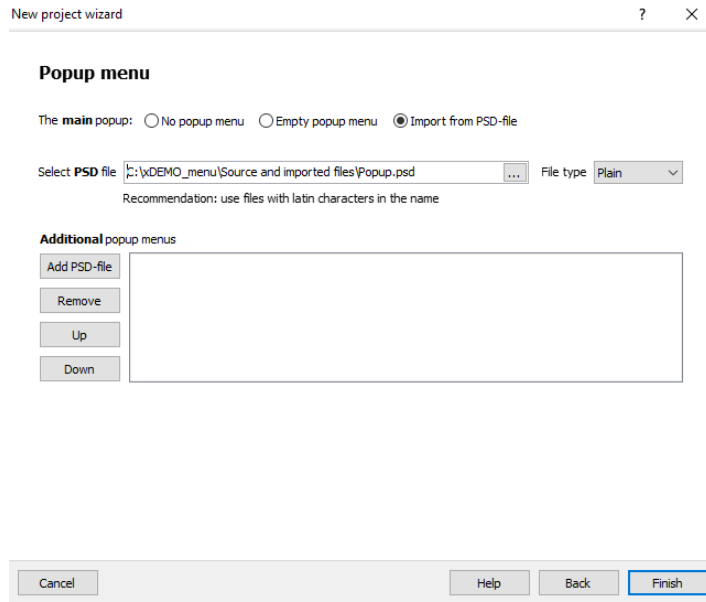 New project wizard ?
Popup menu
The main popup: No popup menu Empty popup menu Import from PSD-file
Select PSD file C:\xDEMO_menu\Source and imported files\Popup.psd ... File type Plain
Recommendation: use files with latin characters in the name
Additional popup menus
Add PSD-file
Remove
Up
Down
Cancel Help Back Finish